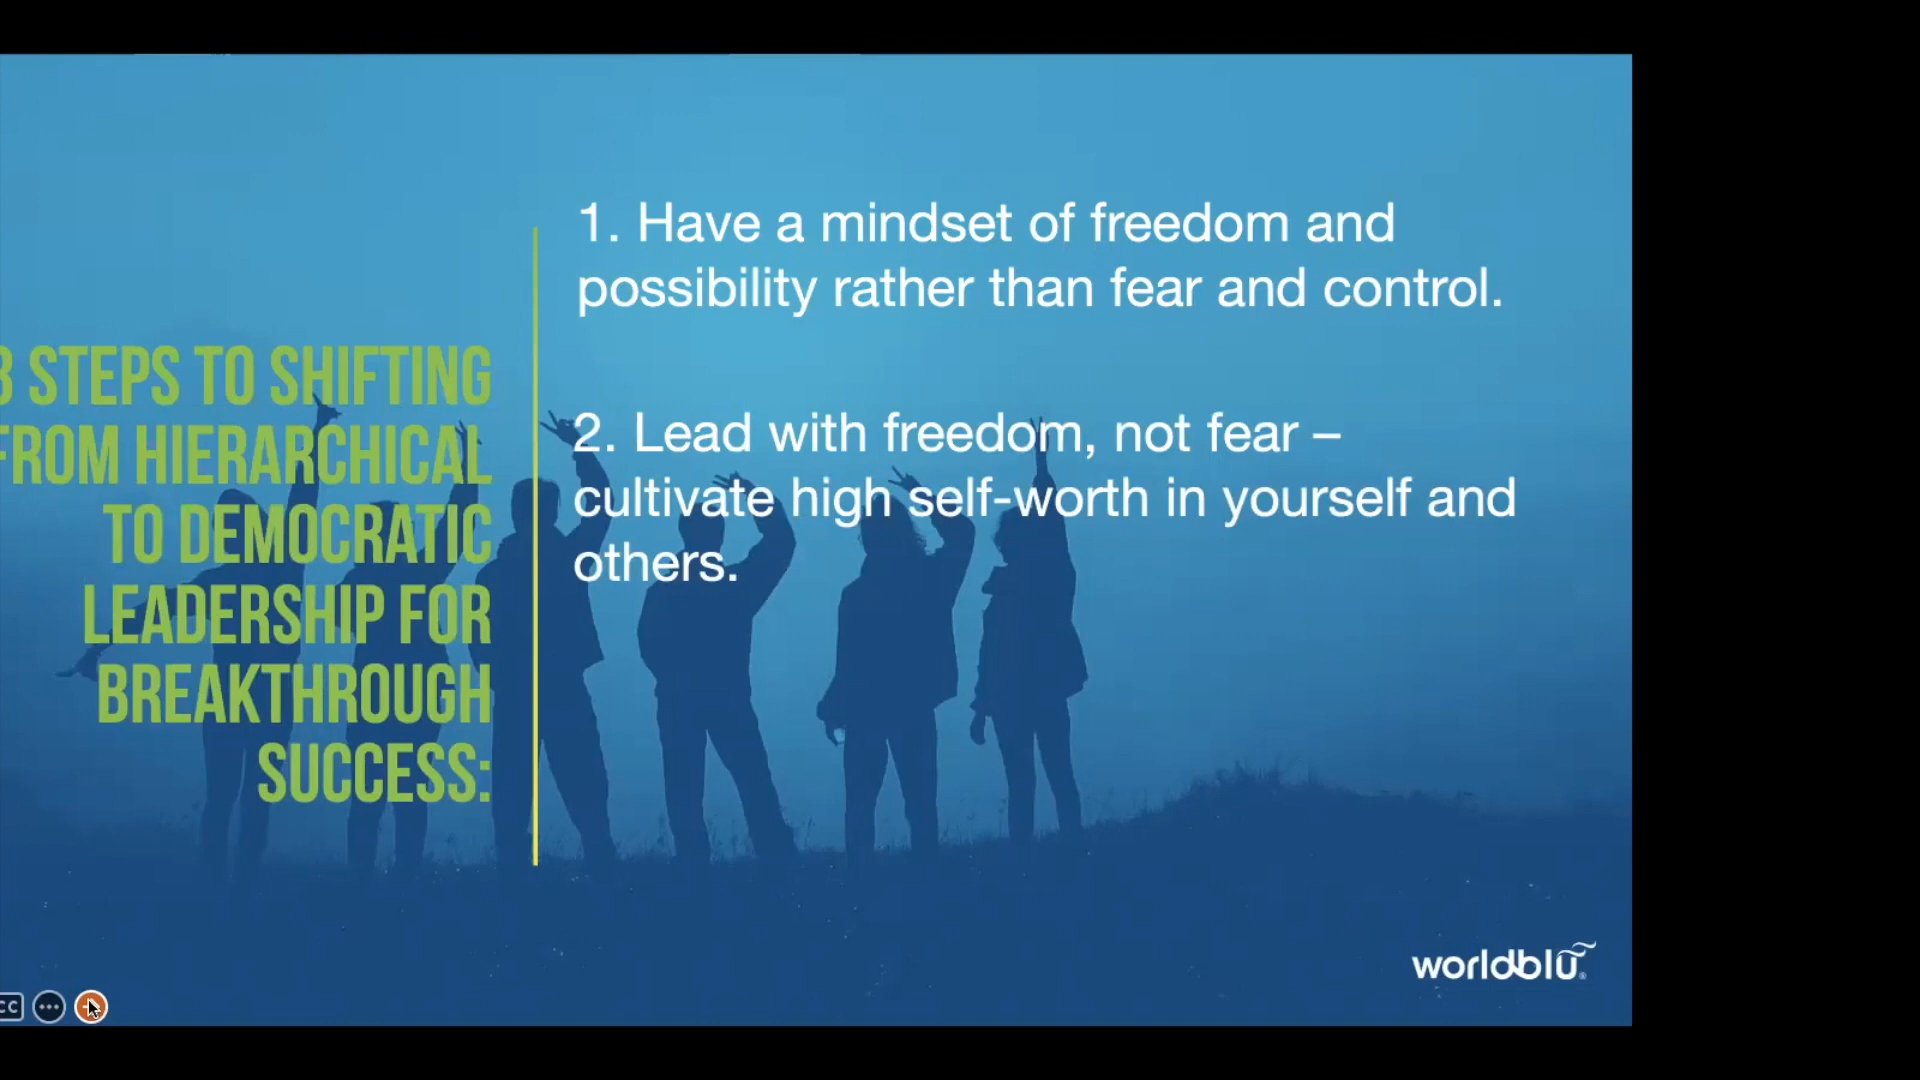 3 STEPS TO SHIFTING
FROM HIERARCHICAL
TO DEMOCRATIC
LEADERSHIP FOR
BREAKTHROUGH
SUCCESS:
1. Have a mindset of freedom and
possibility rather than fear and control.
2. Lead with freedom, not fear –
cultivate high self-worth in yourself and
others.
worldblu®
CC